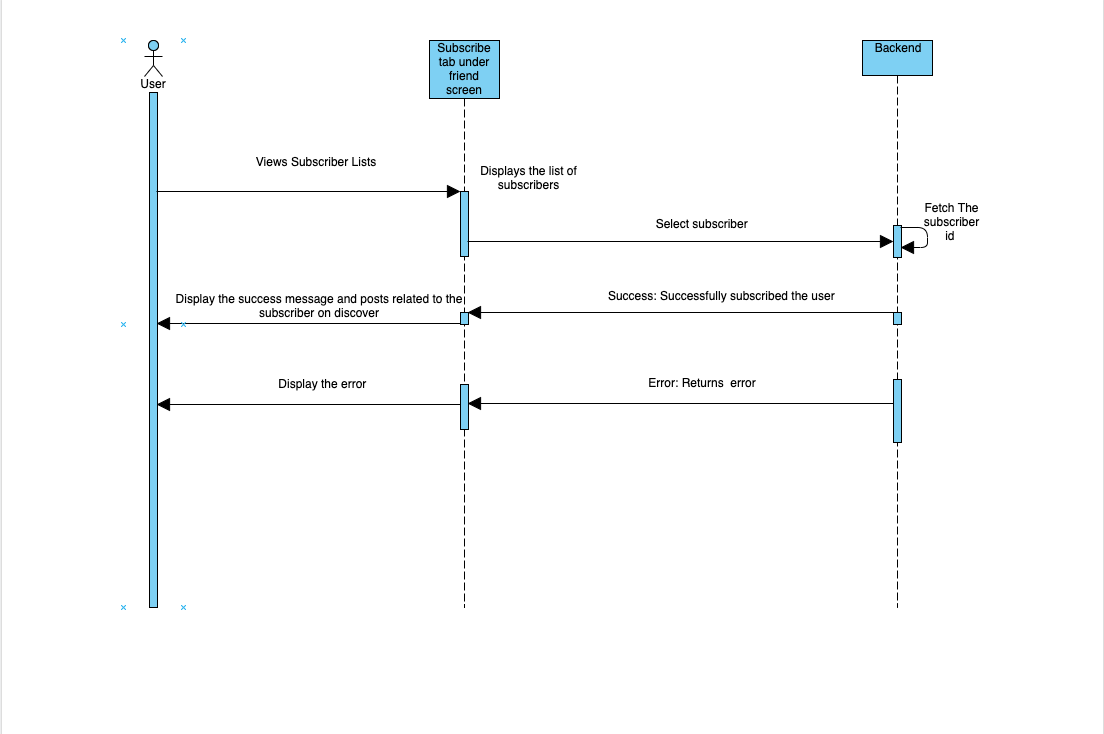 User
Subscribe
tab under
friend
screen
Backend
Views Subscriber Lists
Displays the list of
subscribers
Select subscriber
Fetch The
subscriber
id
Display the success message and posts related to the
subscriber on discover
Success: Successfully subscribed the user
Display the error
Error: Returns  error